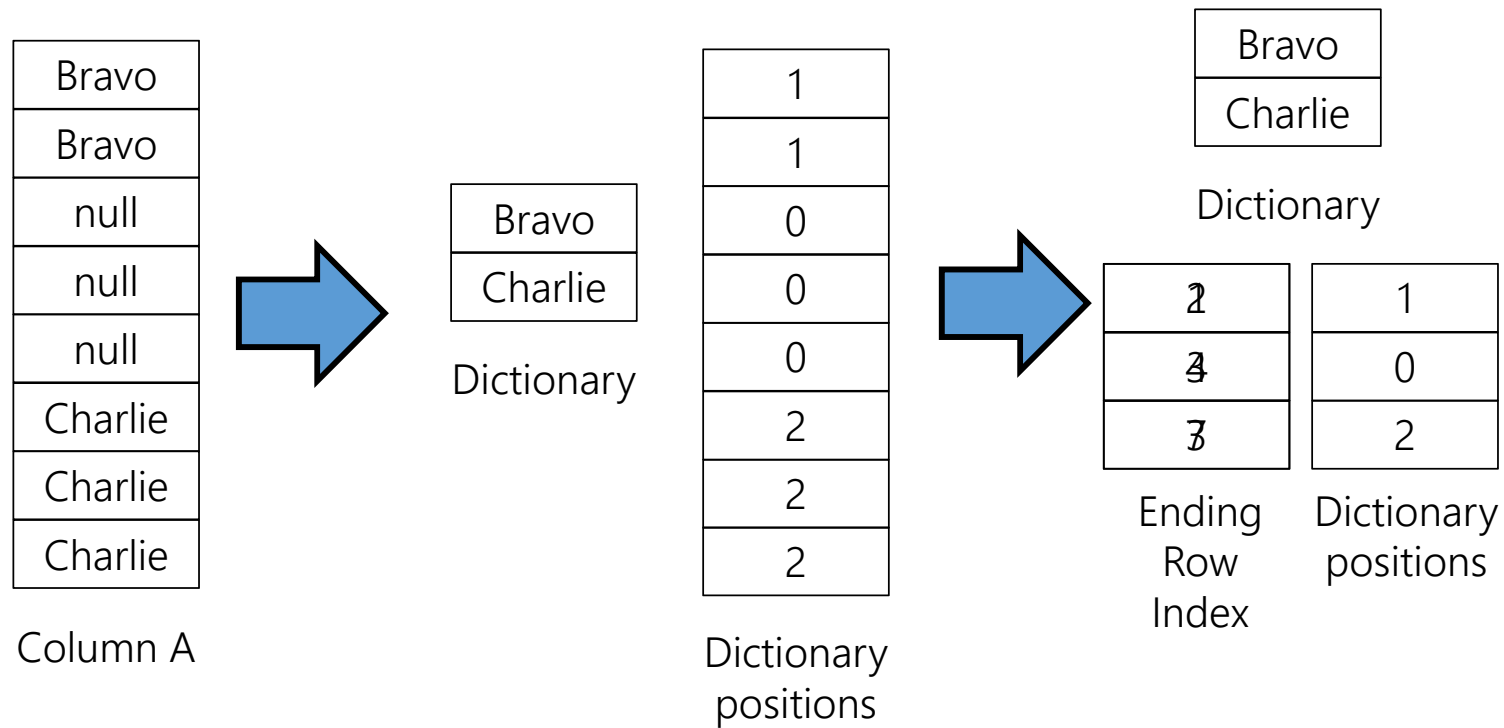 Bravo
Bravo
null
null
null
Charlie
Charlie
Charlie
Column A
Bravo
Charlie
Dictionary
1
1
0
0
0
2
2
2
Dictionary
positions
Bravo
Charlie
Dictionary
Ending
Row
Index
1
0
2
Dictionary
positions